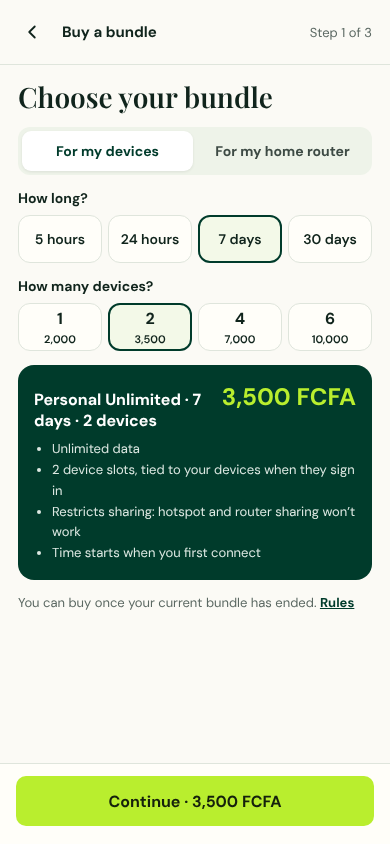 Buy a bundle
Step 1 of 3
Choose your bundle
For my devices
For my home router
How long?
5 hours
24 hours
7 days
30 days
How many devices?
1
2,000
2
3,500
4
7,000
6
10,000
Personal Unlimited · 7
days · 2 devices
3,500 FCFA
• Unlimited data
• 2 device slots, tied to your devices when they sign
in
• Restricts sharing: hotspot and router sharing won’t
work
• Time starts when you first connect
You can buy once your current bundle has ended. Rules
Continue · 3,500 FCFA